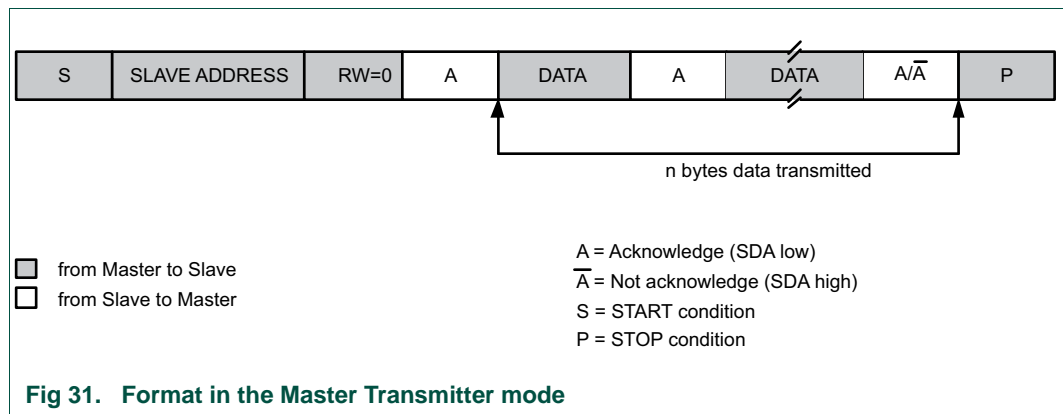 S SLAVE ADDRESS RW=0 A DATA A DATA A/A̅ P
n bytes data transmitted
from Master to Slave
from Slave to Master
A = Acknowledge (SDA low)
A̅ = Not acknowledge (SDA high)
S = START condition
P = STOP condition
Fig 31. Format in the Master Transmitter mode